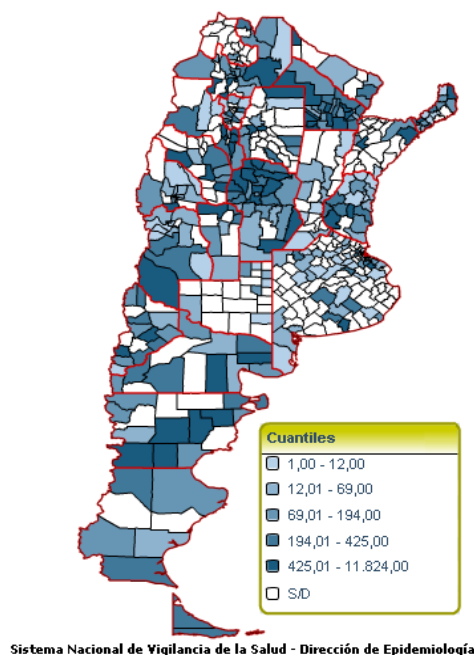 Cuantiles
1,00 - 12,00
12,01 - 69,00
69,01 - 194,00
194,01 - 425,00
425,01 - 11.824,00
S/D
Sistema Nacional de Vigilancia de la Salud - Dirección de Epidemiología